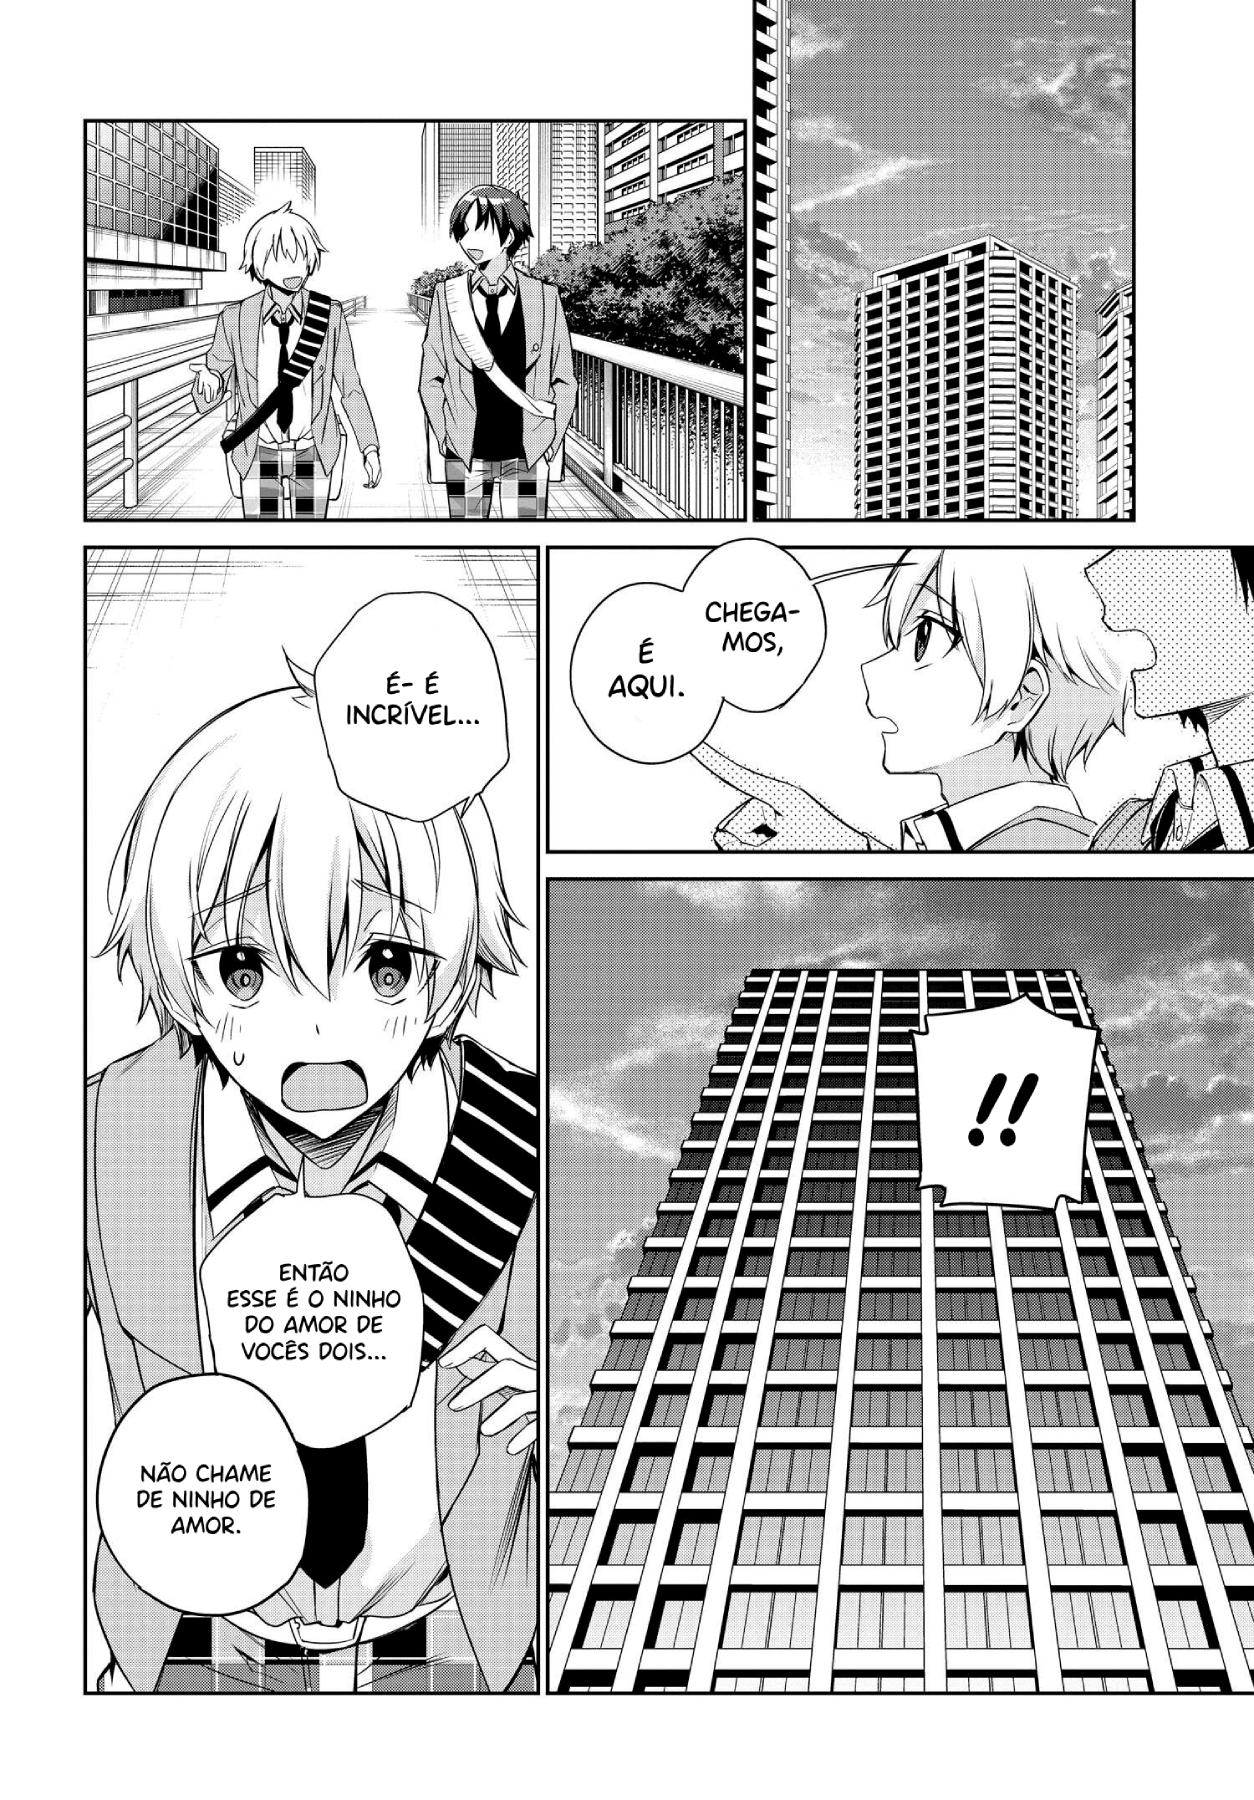 CHEGA-
MOS,
É
AQUI.
!!
É- É
INCRÍVEL...
ENTÃO
ESSE É O NINHO
DO AMOR DE
VOCÊS DOIS...
NÃO CHAME
DE NINHO DE
AMOR.